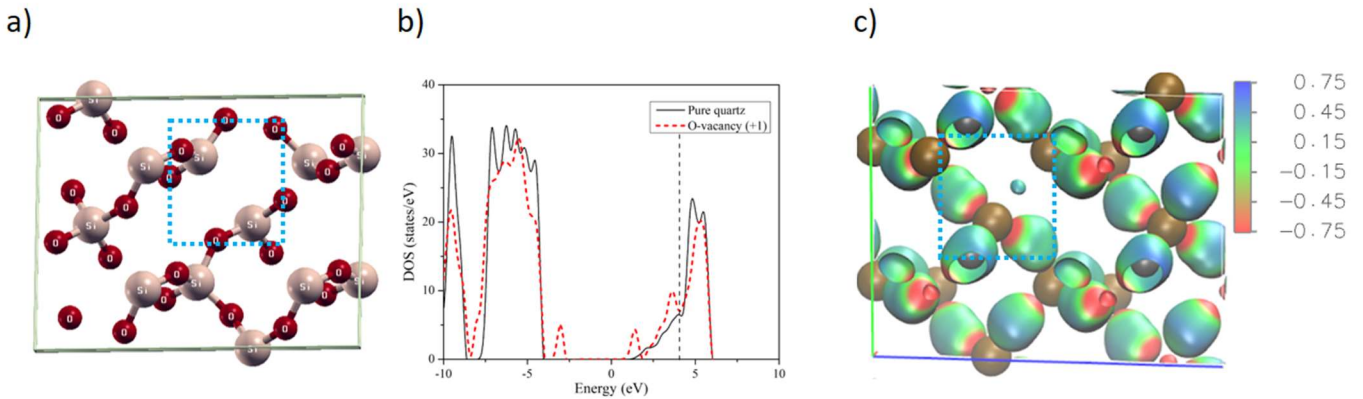 a)
b)
c)
Si
O
O
O
O
O
O
Si
Si
Si
O
Si
O
O
O
O
Si
O
O
Si
O
O
O
O
O
Si
O
Si
O
Si
Si
O
O
O
O
O
O
O
Si
40
30
20
10
0
DOS (states/eV)
Pure quartz
O-vacancy (+1)
-10
-5
0
5
10
Energy (eV)
0.75
0.45
0.15
-0.15
-0.45
-0.75